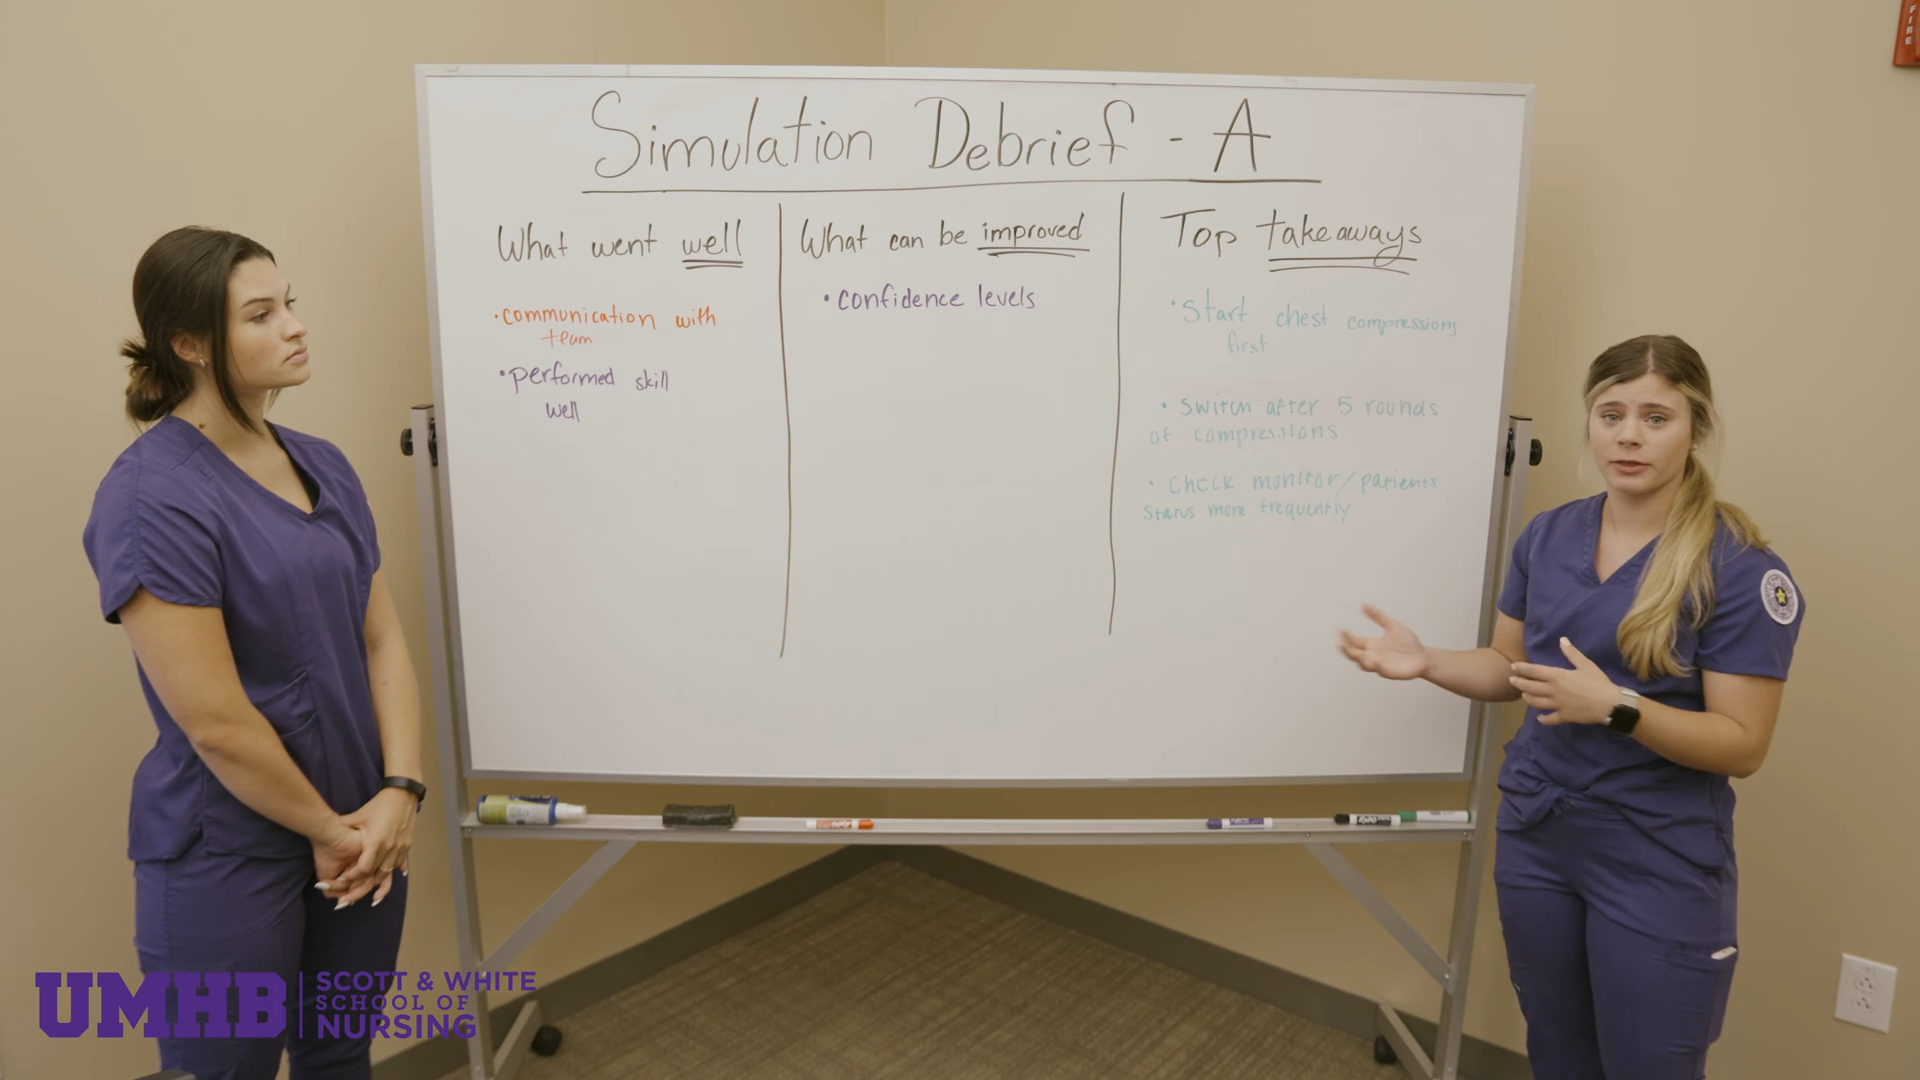 Simulation Debrief - A
What went well
• communication with
team
• performed skill
well
What can be improved
• confidence levels
Top takeaways
• Start chest compressions
first
• Switch after 5 rounds
of compressions
• Check monitor/patients
status more frequently
FIRE
UMHB
SCOTT & WHITE
SCHOOL OF
NURSING